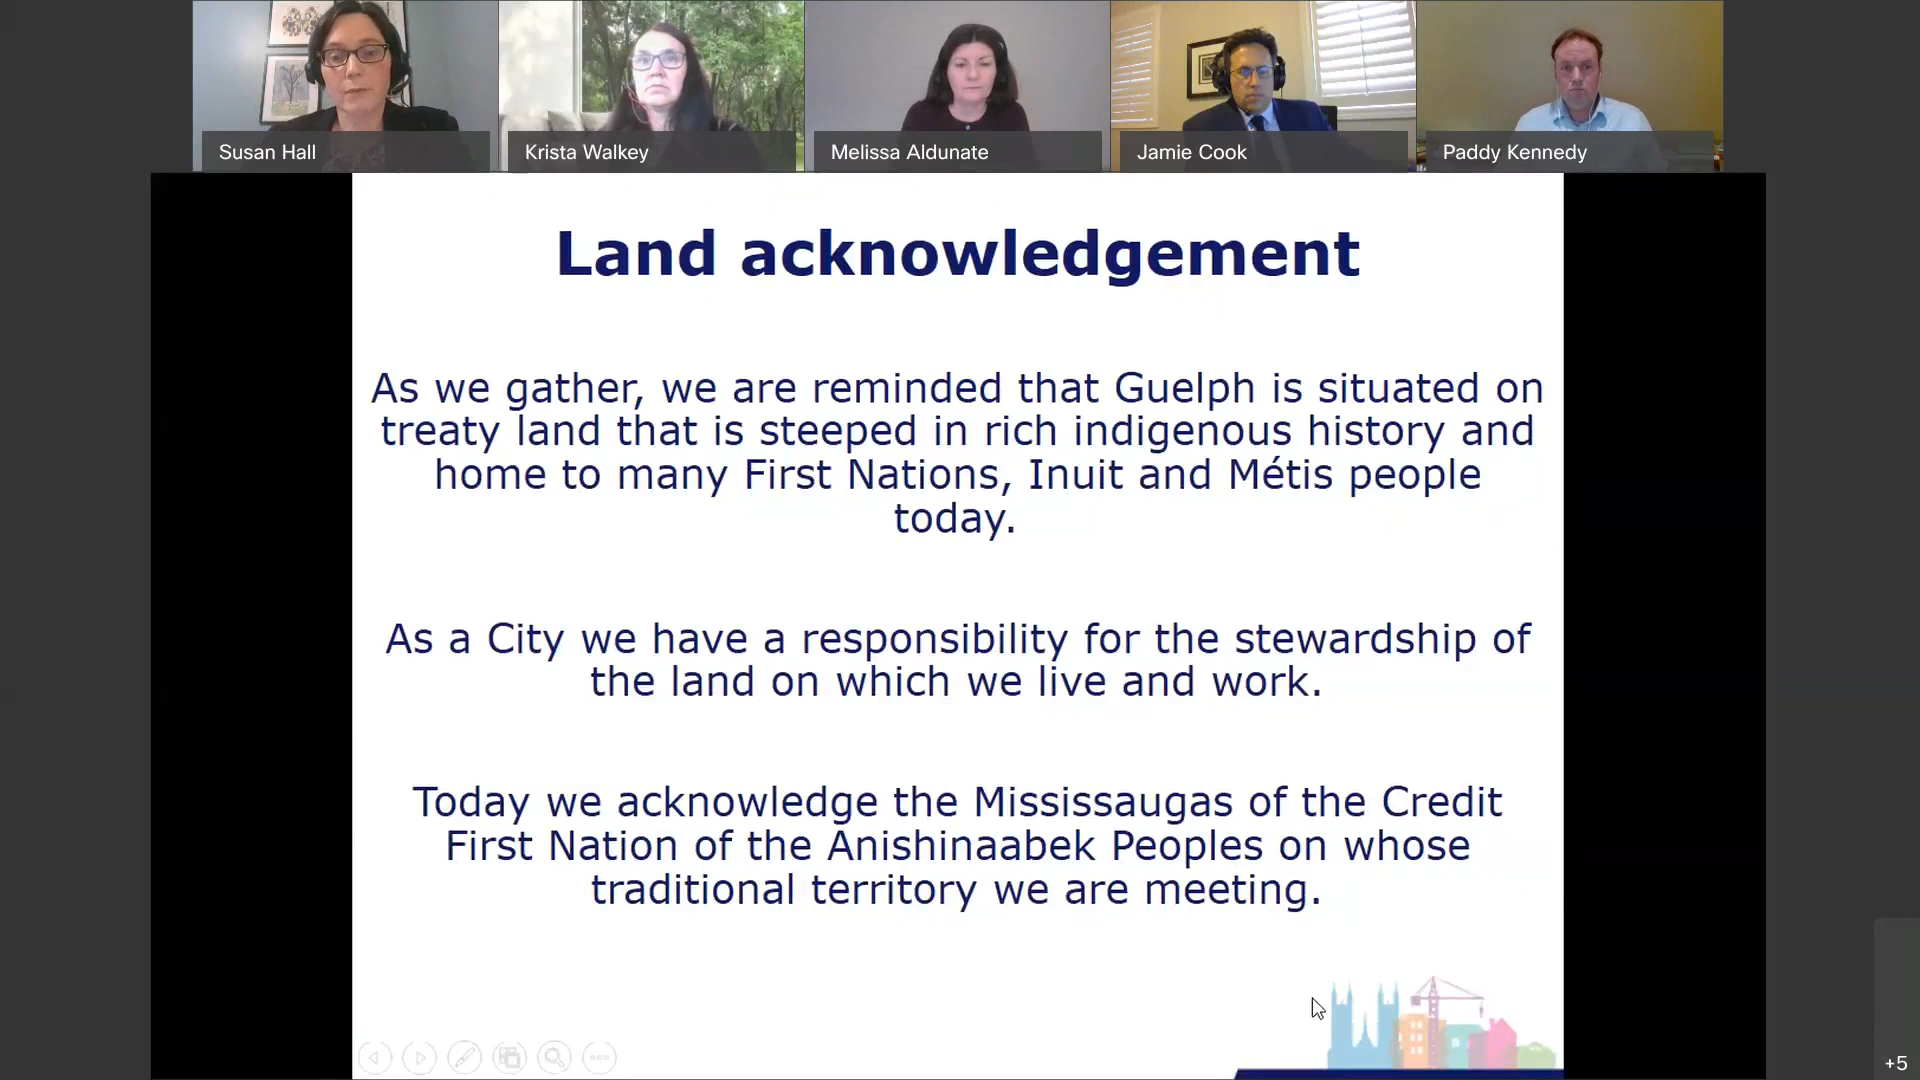 Susan Hall
Krista Walkey
Melissa Aldunate
Jamie Cook
Paddy Kennedy
Land acknowledgement
As we gather, we are reminded that Guelph is situated on
treaty land that is steeped in rich indigenous history and
home to many First Nations, Inuit and Métis people
today.
As a City we have a responsibility for the stewardship of
the land on which we live and work.
Today we acknowledge the Mississaugas of the Credit
First Nation of the Anishinaabek Peoples on whose
traditional territory we are meeting.
+5